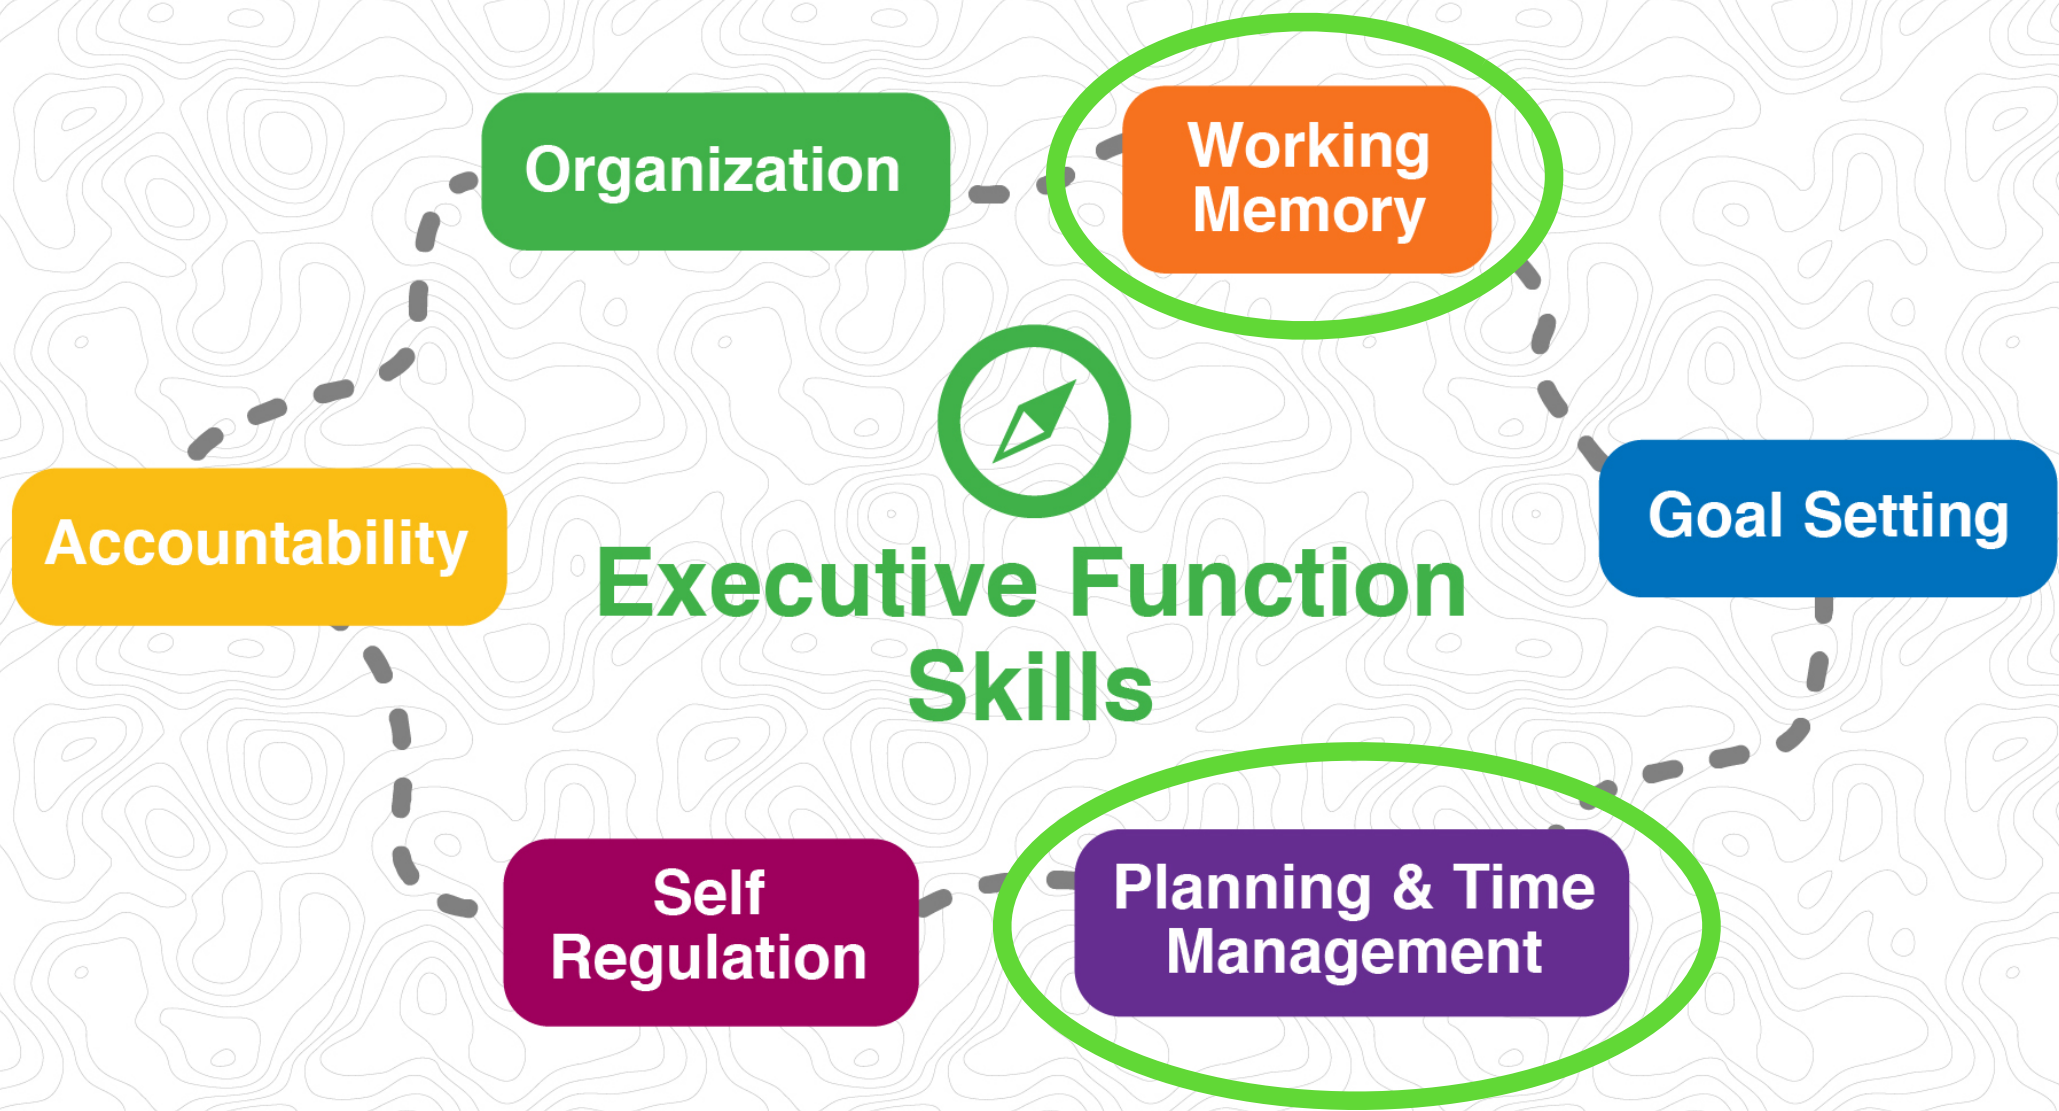 Organization
Working
Memory
Accountability
Goal Setting
Executive Function
Skills
Self
Regulation
Planning & Time
Management